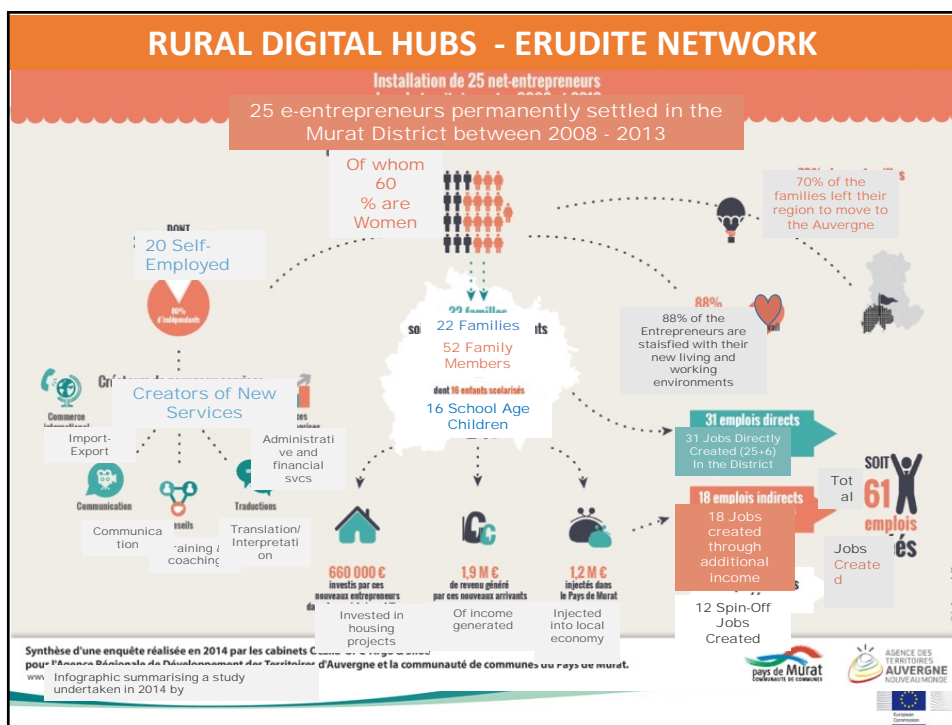 RURAL DIGITAL HUBS - ERUDITE NETWORK
Installation de 25 net-entrepreneurs
25 e-entrepreneurs permanently settled in the
Murat District between 2008 - 2013
Of whom
60
% are
Women
70% of the
families left their
region to move to
the Auvergne
DONT
20 Self-
Employed
80%
d'indépendants
88%
88% of the
Entrepreneurs are
staisfied with their
new living and
working
environments
22 familles
22 Families
52 Family
Members
dont 16 enfants scolarisés
16 School Age
Children
Creators of New
Services
Commerce
Import-
Export
Administrati
ve and
financial
svcs
Communication
Communica
tion
Traductions
Translation/
Interpretati
on
coaching
31 emplois directs
31 Jobs Directly
Created (25+6)
In the District
18 emplois indirects
18 Jobs
created
through
additional
income
12 Spin-Off
Jobs
Created
SOIT
Tot
al
61
emplois
Jobs
Create
d
660 000 €
investis par ces
nouveaux entrepreneurs
Invested in
housing
projects
1,9 M €
de revenu généré
par ces nouveaux arrivants
Of income
generated
1,2 M €
injectés dans
le Pays de Murat
Injected
into local
economy
Synthèse d'une enquête réalisée en 2014 par les cabinets
pour l'Agence Régionale de Développement des Territoires d'Auvergne et la communauté de communes du Pays de Murat.
www
Infographic summarising a study
undertaken in 2014 by
pays de Murat
COMMUNAUTÉ DE COMMUNES
AGENCE DES
TERRITOIRES
AUVERGNE
NOUVEAU MONDE
European
Commission